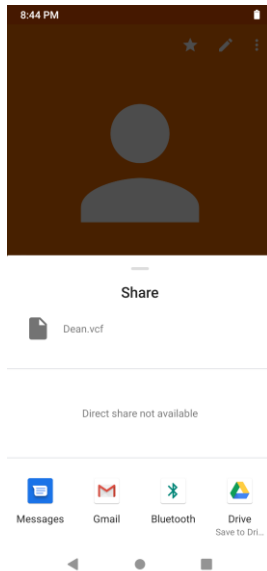 8:44 PM
Share
Dean.vcf
Direct share not available
Messages
Gmail
Bluetooth
Drive
Save to Dri...